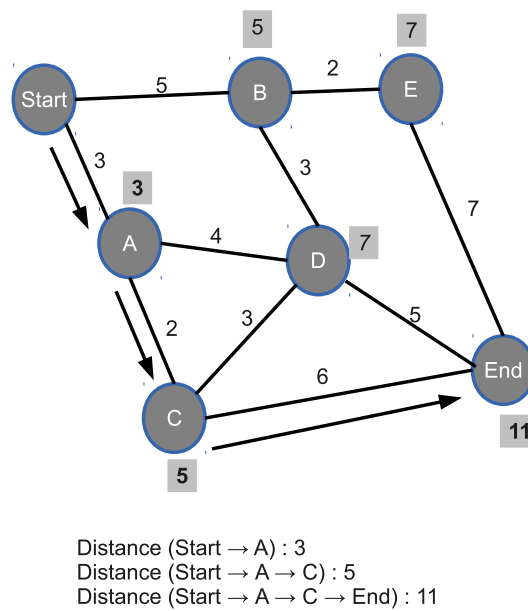 5
7
5
2
Start
B
E
3
3
3
7
A
4
D
7
2
3
5
6
End
C
11
5
Distance (Start → A) : 3
Distance (Start → A → C) : 5
Distance (Start → A → C → End) : 11